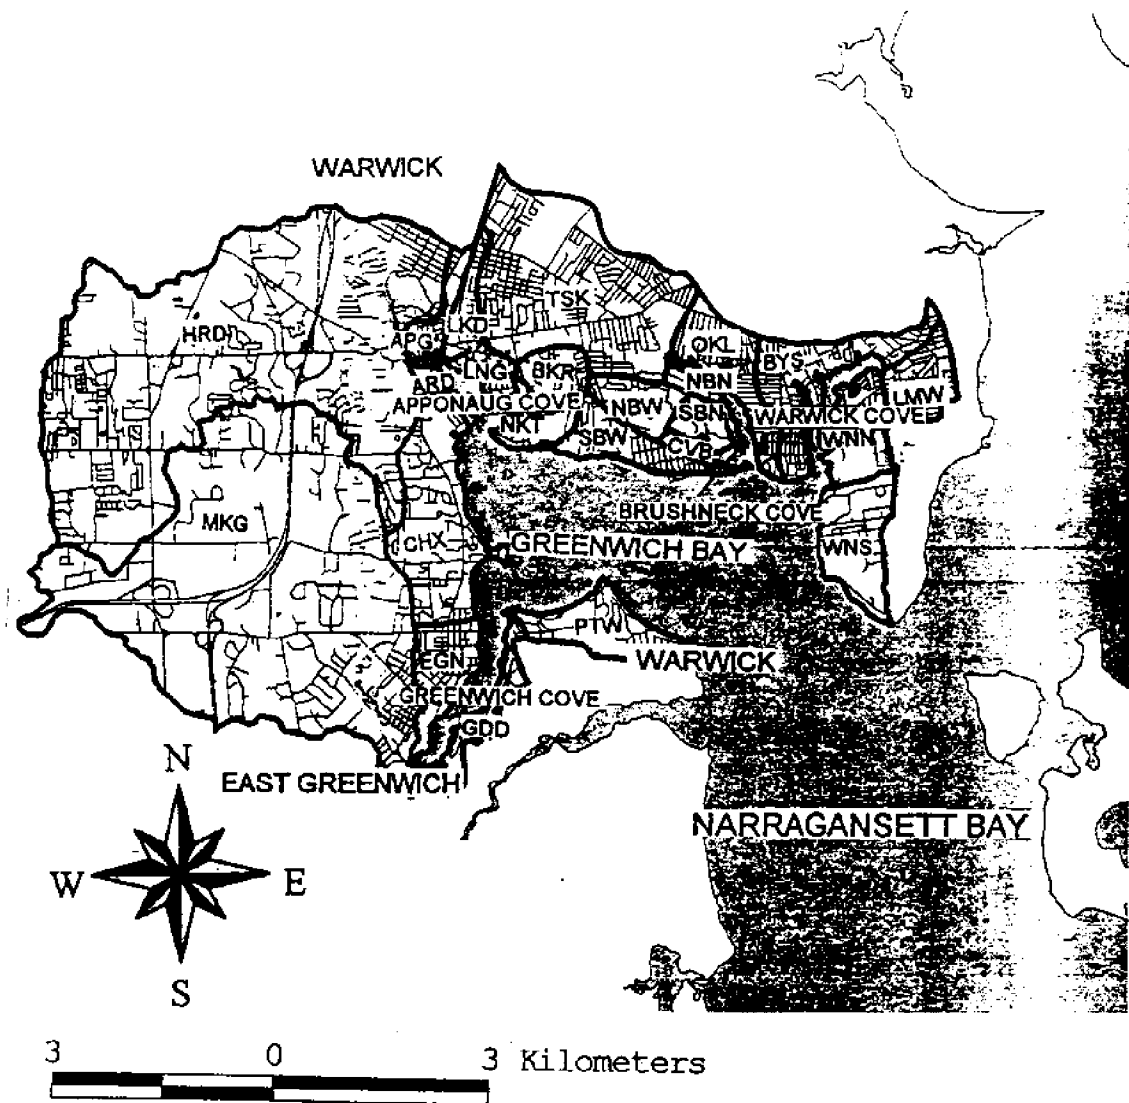 WARWICK
HRD
TSK
LKD
APG
OKL
BYS
LNG
BKR
ARD
NBN
LMW
APPONAUG COVE
NBW
SBN
WARWICK COVE
NKT
SBW
CVB
WNN
MKG
BRUSHNECK COVE
CHX
GREENWICH BAY
WNS
PTW
EGN
WARWICK
GREENWICH COVE
GDD
N
EAST GREENWICH
NARRAGANSETT BAY
W
E
S
3 0 3 Kilometers